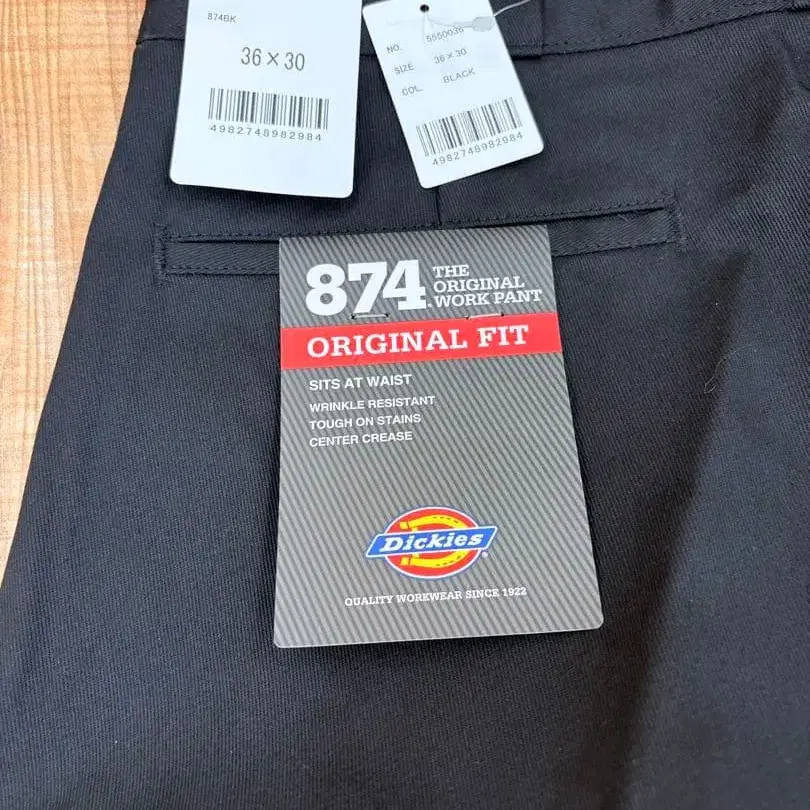 874BK
36×30
4982748982984
NO. 5550036
SIZE 36×30
COL. BLACK
4982748982984
874. THE ORIGINAL WORK PANT
ORIGINAL FIT
SITS AT WAIST
WRINKLE RESISTANT
TOUGH ON STAINS
CENTER CREASE
Dickies®
QUALITY WORKWEAR SINCE 1922